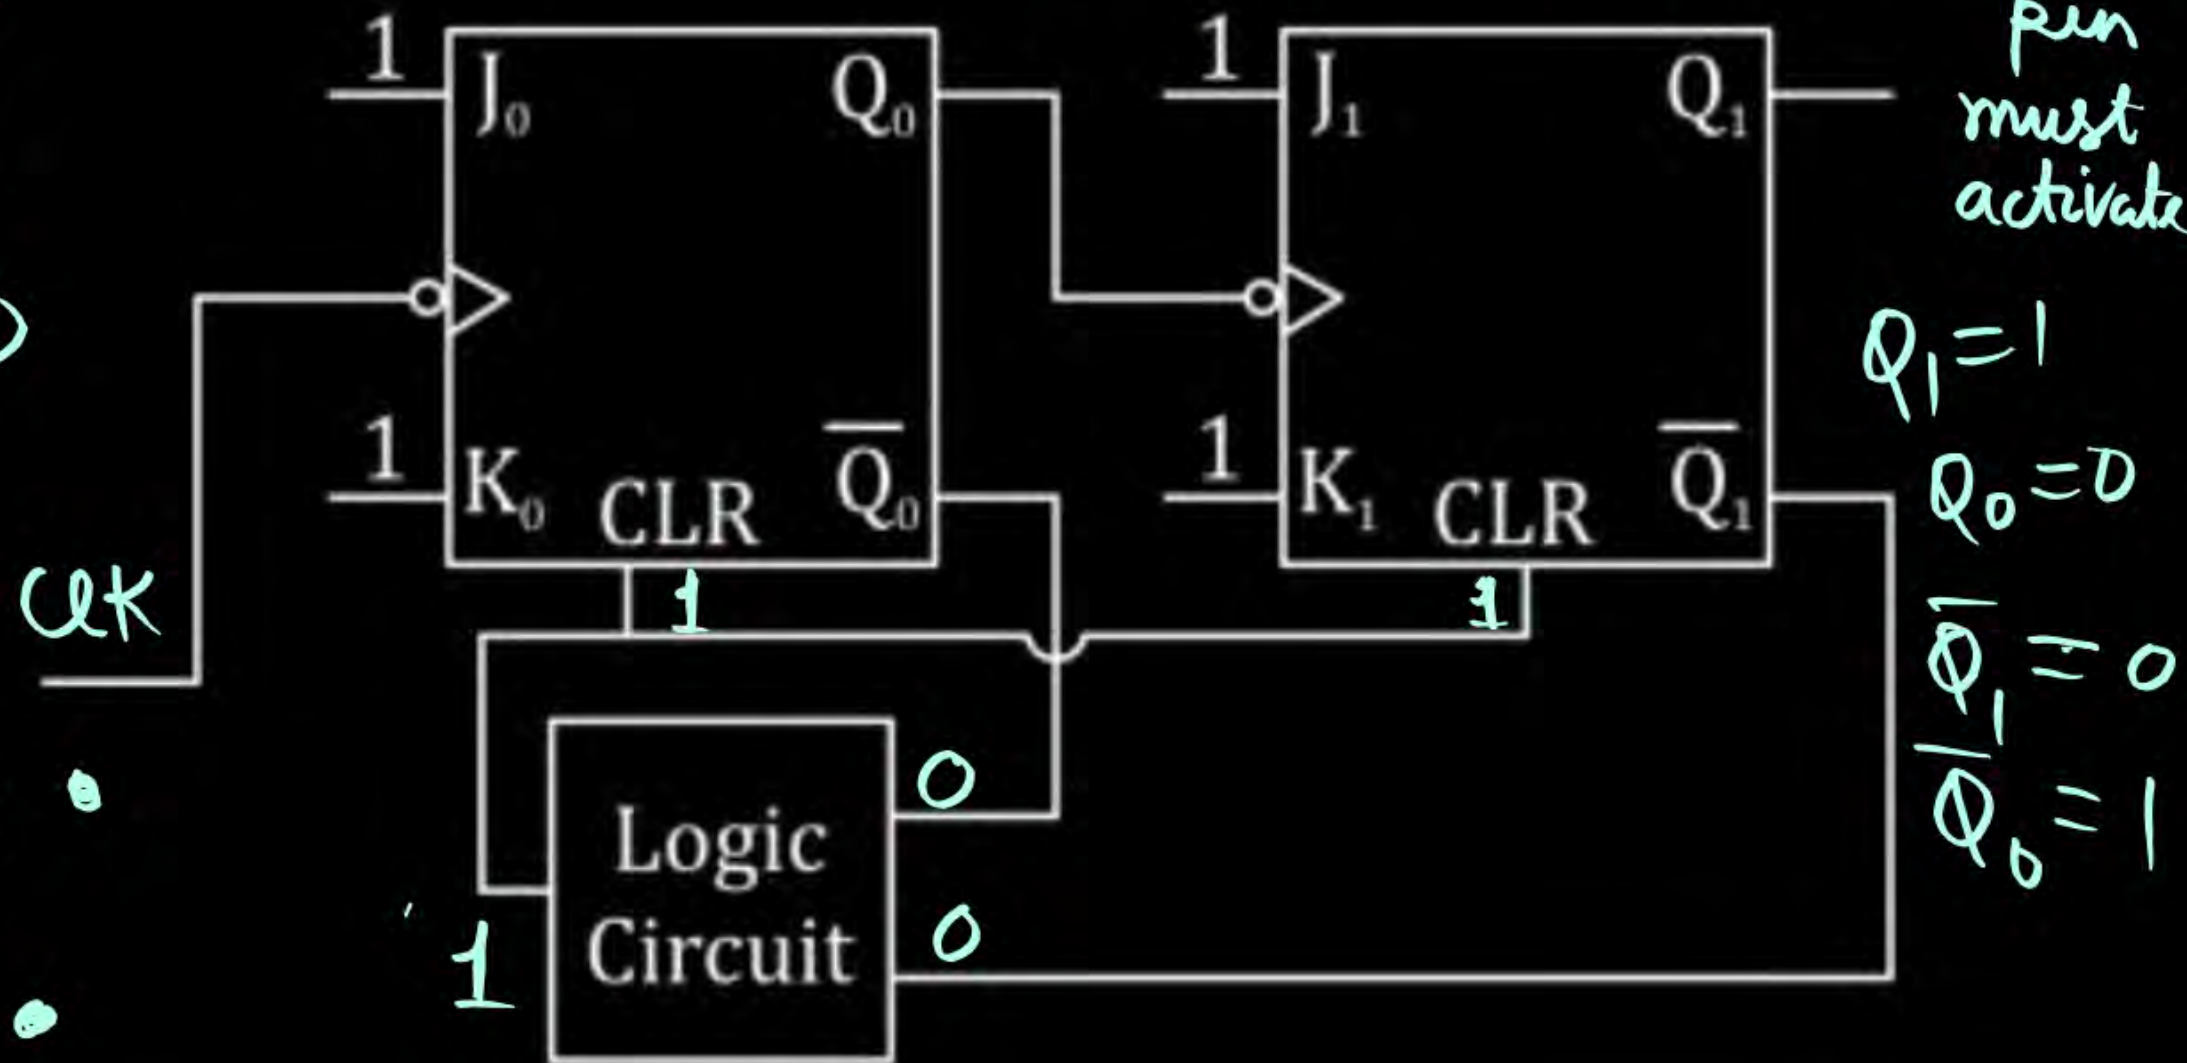 1 J₀ Q₀ 1 J₁ Q₁
pin
must
activate
Q₁ = 1
1 K₀ CLR Q̅₀ 1 K₁ CLR Q̅₁
Q₀ = 0
1 1
CLK
Q̅₁ = 0
Q̅₀ = 1
0
Logic
Circuit
1 0